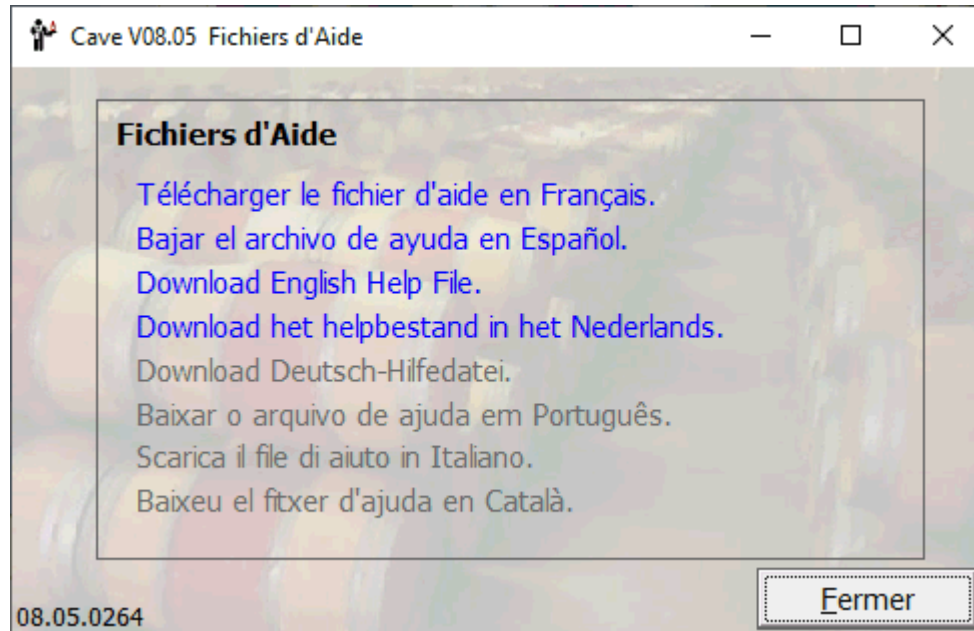 Cave V08.05 Fichiers d'Aide
Fichiers d'Aide
Télécharger le fichier d'aide en Français.
Bajar el archivo de ayuda en Español.
Download English Help File.
Download het helpbestand in het Nederlands.
Download Deutsch-Hilfedatei.
Baixar o arquivo de ajuda em Português.
Scarica il file di aiuto in Italiano.
Baixeu el fitxer d'ajuda en Català.
Fermer
08.05.0264